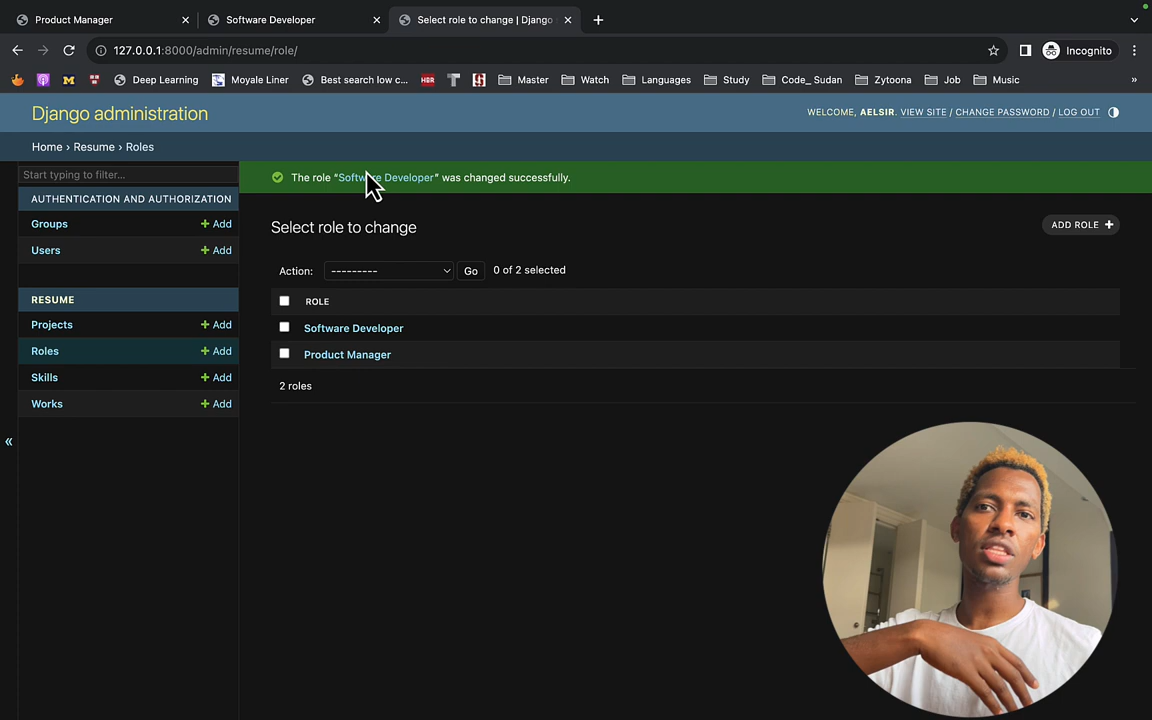 Product Manager
Software Developer
Select role to change | Django
127.0.0.1:8000/admin/resume/role/
Incognito
Deep Learning
Moyale Liner
Best search low c...
HBR
Master
Watch
Languages
Study
Code_ Sudan
Zytoona
Job
Music
»
Django administration
WELCOME, AELSIR. VIEW SITE / CHANGE PASSWORD / LOG OUT
Home › Resume › Roles
Start typing to filter...
The role “Software Developer” was changed successfully.
AUTHENTICATION AND AUTHORIZATION
Groups + Add
Users + Add
RESUME
Projects + Add
Roles + Add
Skills + Add
Works + Add
«
Select role to change
ADD ROLE +
Action: --------- Go 0 of 2 selected
ROLE
Software Developer
Product Manager
2 roles